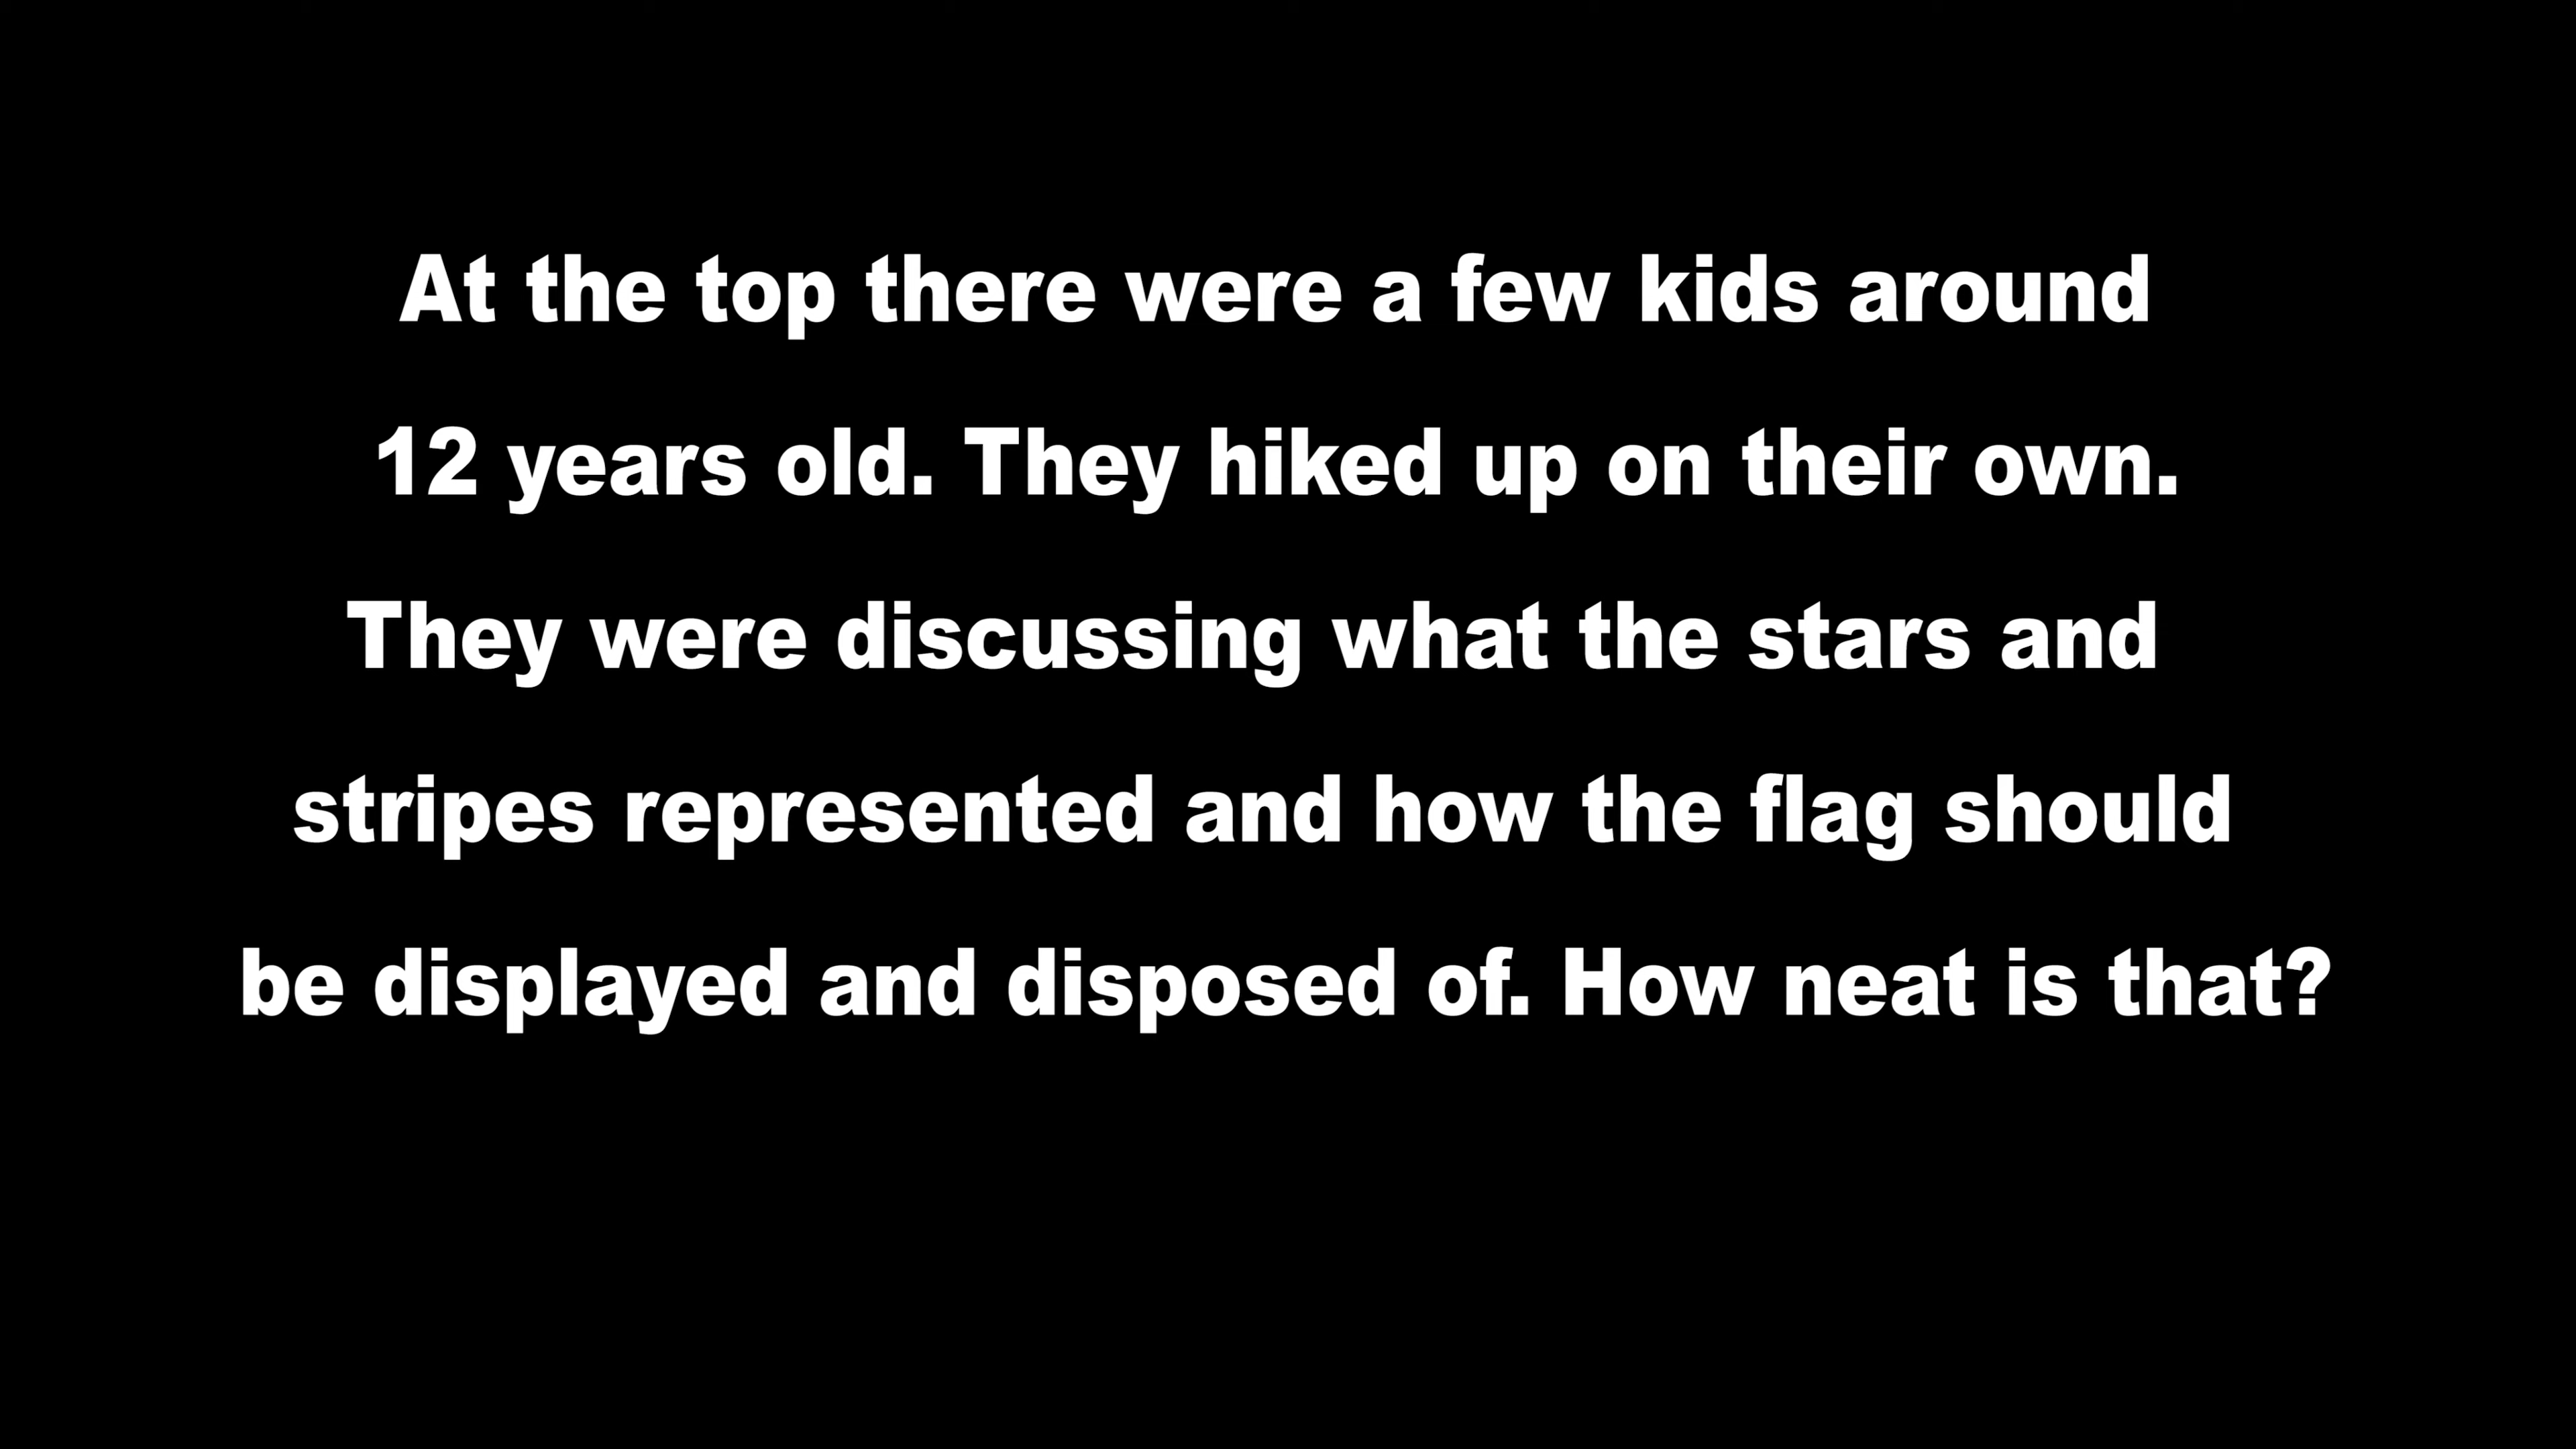 At the top there were a few kids around
12 years old. They hiked up on their own.
They were discussing what the stars and
stripes represented and how the flag should
be displayed and disposed of. How neat is that?